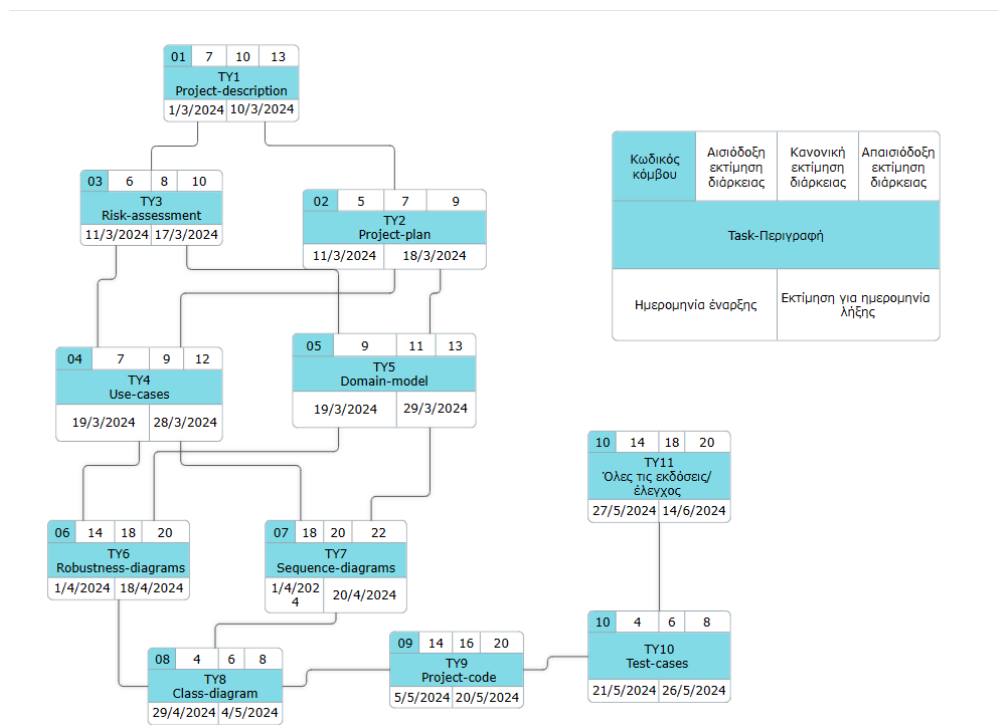 01 7 10 13
TY1
Project-description
1/3/2024 10/3/2024
Κωδικός
κόμβου
Αισιόδοξη
εκτίμηση
διάρκειας
Κανονική
εκτίμηση
διάρκειας
Απαισιόδοξη
εκτίμηση
διάρκειας
Task-Περιγραφή
Ημερομηνία έναρξης
Εκτίμηση για ημερομηνία
λήξης
03 6 8 10
TY3
Risk-assessment
11/3/2024 17/3/2024
02 5 7 9
TY2
Project-plan
11/3/2024 18/3/2024
04 7 9 12
TY4
Use-cases
19/3/2024 28/3/2024
05 9 11 13
TY5
Domain-model
19/3/2024 29/3/2024
10 14 18 20
TY11
Όλες τις εκδόσεις/
έλεγχος
27/5/2024 14/6/2024
06 14 18 20
TY6
Robustness-diagrams
1/4/2024 18/4/2024
07 18 20 22
TY7
Sequence-diagrams
1/4/202
4
20/4/2024
08 4 6 8
TY8
Class-diagram
29/4/2024 4/5/2024
09 14 16 20
TY9
Project-code
5/5/2024 20/5/2024
10 4 6 8
TY10
Test-cases
21/5/2024 26/5/2024